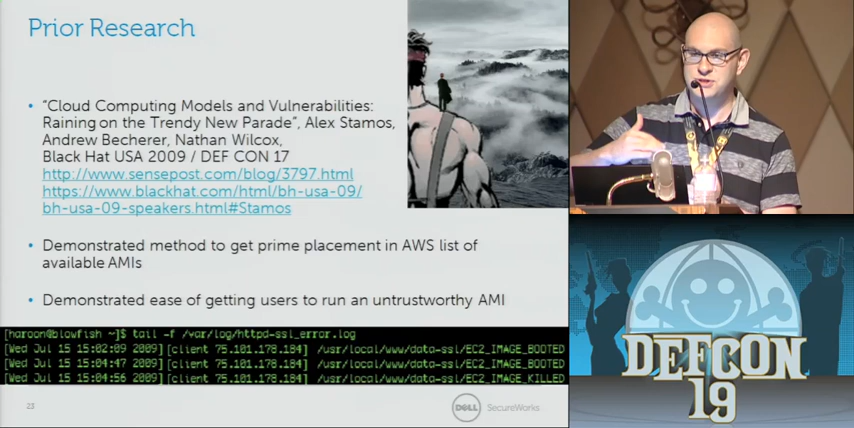 Prior Research
• "Cloud Computing Models and Vulnerabilities:
Raining on the Trendy New Parade", Alex Stamos,
Andrew Becherer, Nathan Wilcox,
Black Hat USA 2009 / DEF CON 17
http://www.sensepost.com/blog/3797.html
https://www.blackhat.com/html/bh-usa-09/
bh-usa-09-speakers.html#Stamos
• Demonstrated method to get prime placement in AWS list of
available AMIs
• Demonstrated ease of getting users to run an untrustworthy AMI
[haroon@blowfish ~]$ tail -f /var/log/httpd-ssl_error.log
[Wed Jul 15 15:02:09 2009][client 75.101.178.184] /usr/local/www/data-ssl/EC2_IMAGE_BOOTED
[Wed Jul 15 15:04:47 2009][client 75.101.178.184] /usr/local/www/data-ssl/EC2_IMAGE_BOOTED
[Wed Jul 15 15:04:56 2009][client 75.101.178.184] /usr/local/www/data-ssl/EC2_IMAGE_KILLED
23
DELL SecureWorks
DEFCON
19